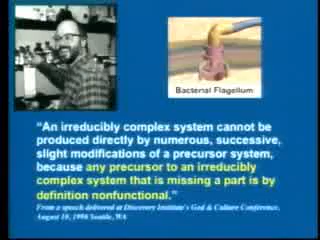 Bacterial Flagellum
“An irreducibly complex system cannot be
produced directly by numerous, successive,
slight modifications of a precursor system,
because any precursor to an irreducibly
complex system that is missing a part is by
definition nonfunctional.”
From a speech delivered at Discovery Institute's God & Culture Conference,
August 10, 1996 Seattle, WA